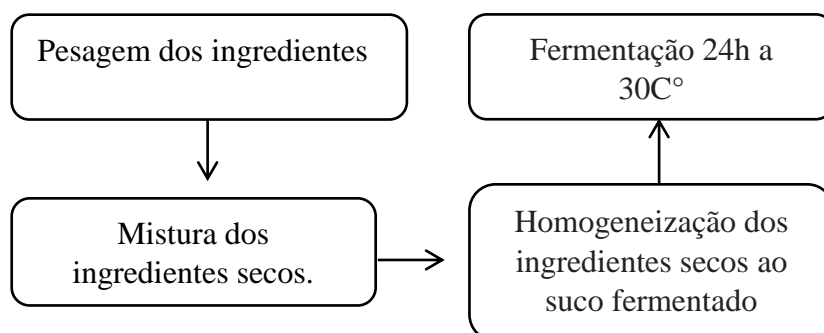 Pesagem dos ingredientes
Mistura dos
ingredientes secos.
Homogeneização dos
ingredientes secos ao
suco fermentado
Fermentação 24h a
30C°